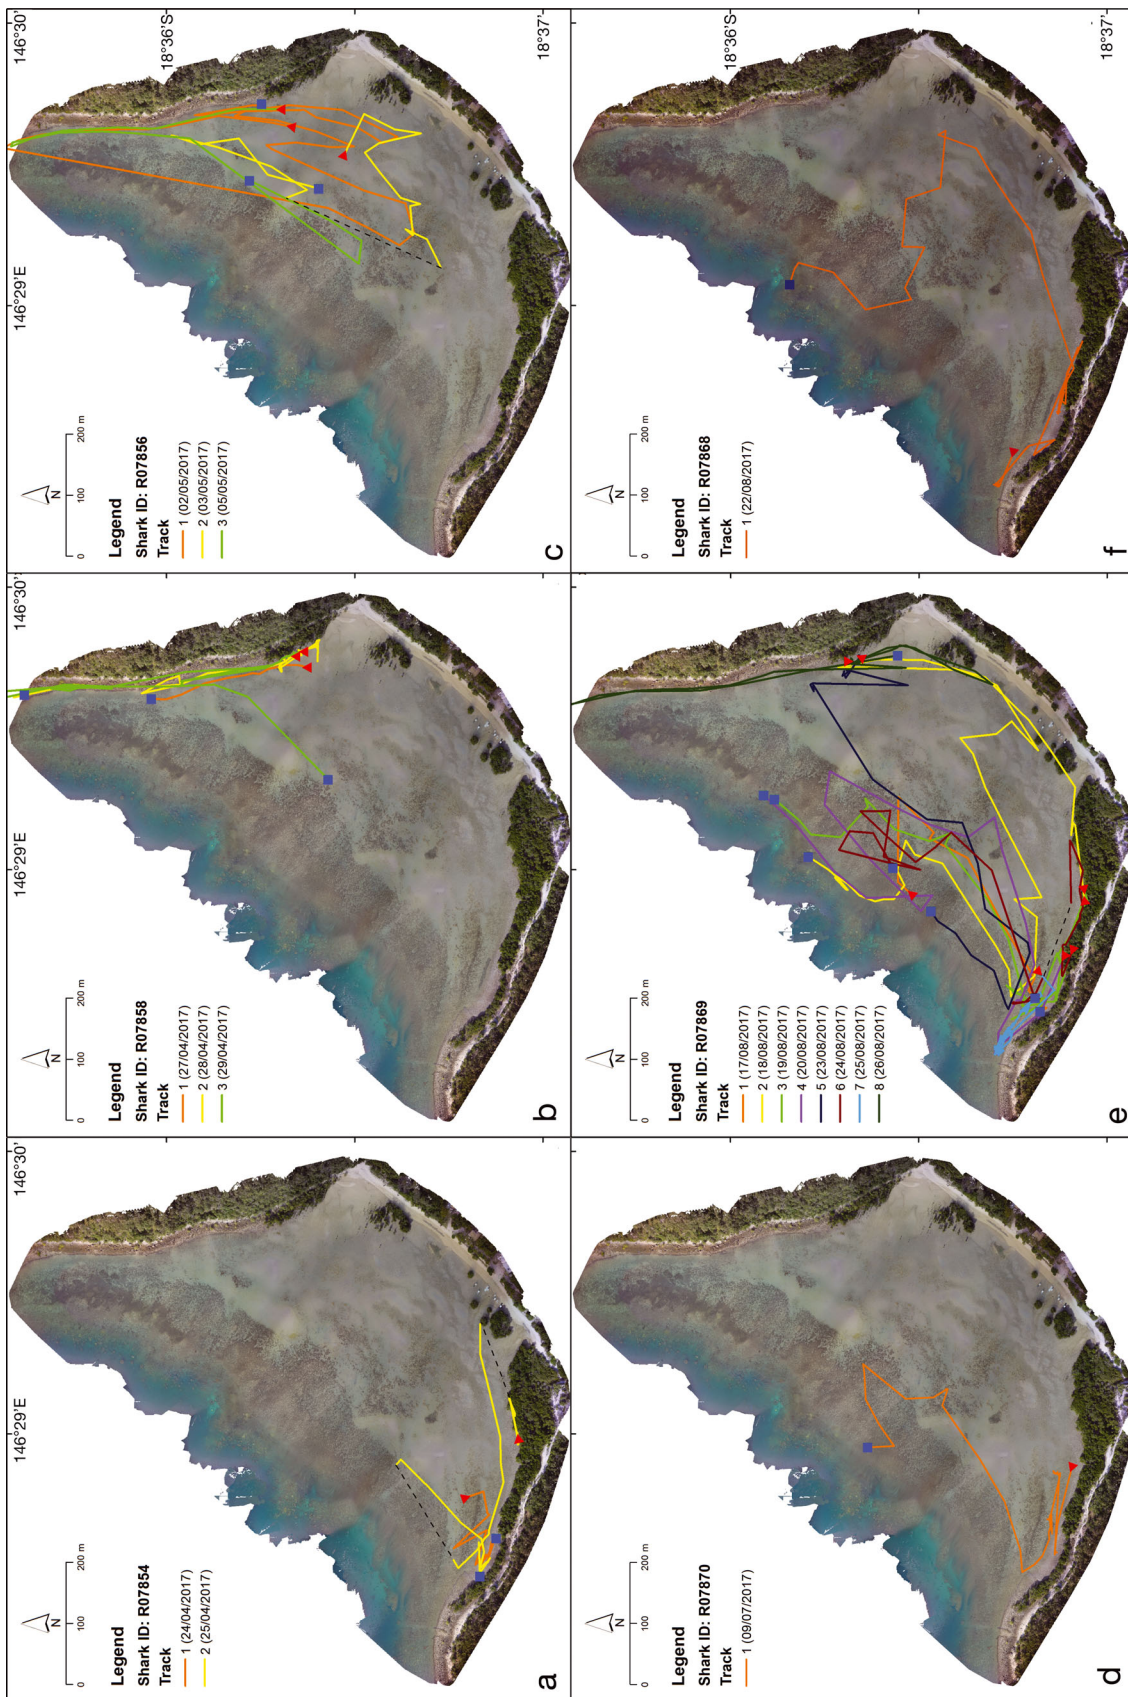 146°29'E
146°30'
N
0 100 200 m
Legend
Shark ID: R07854
Track
1 (24/04/2017)
2 (25/04/2017)
a
146°29'E
146°30'
N
0 100 200 m
Legend
Shark ID: R07858
Track
1 (27/04/2017)
2 (28/04/2017)
3 (29/04/2017)
b
146°29'E
146°30'
18°36'S
18°37'
N
0 100 200 m
Legend
Shark ID: R07856
Track
1 (02/05/2017)
2 (03/05/2017)
3 (05/05/2017)
c
N
0 100 200 m
Legend
Shark ID: R07870
Track
1 (09/07/2017)
d
N
0 100 200 m
Legend
Shark ID: R07869
Track
1 (17/08/2017)
2 (18/08/2017)
3 (19/08/2017)
4 (20/08/2017)
5 (23/08/2017)
6 (24/08/2017)
7 (25/08/2017)
8 (26/08/2017)
e
18°36'S
18°37'
N
0 100 200 m
Legend
Shark ID: R07868
Track
1 (22/08/2017)
f